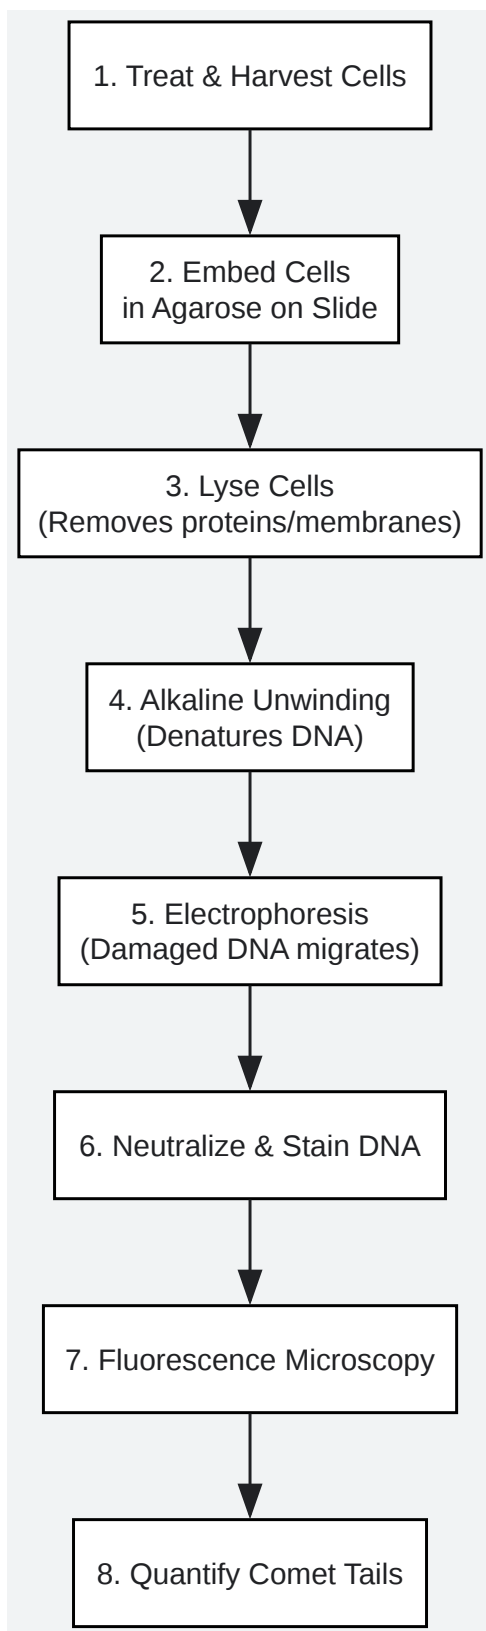 1. Treat & Harvest Cells
2. Embed Cells
in Agarose on Slide
3. Lyse Cells
(Removes proteins/membranes)
4. Alkaline Unwinding
(Denatures DNA)
5. Electrophoresis
(Damaged DNA migrates)
6. Neutralize & Stain DNA
7. Fluorescence Microscopy
8. Quantify Comet Tails